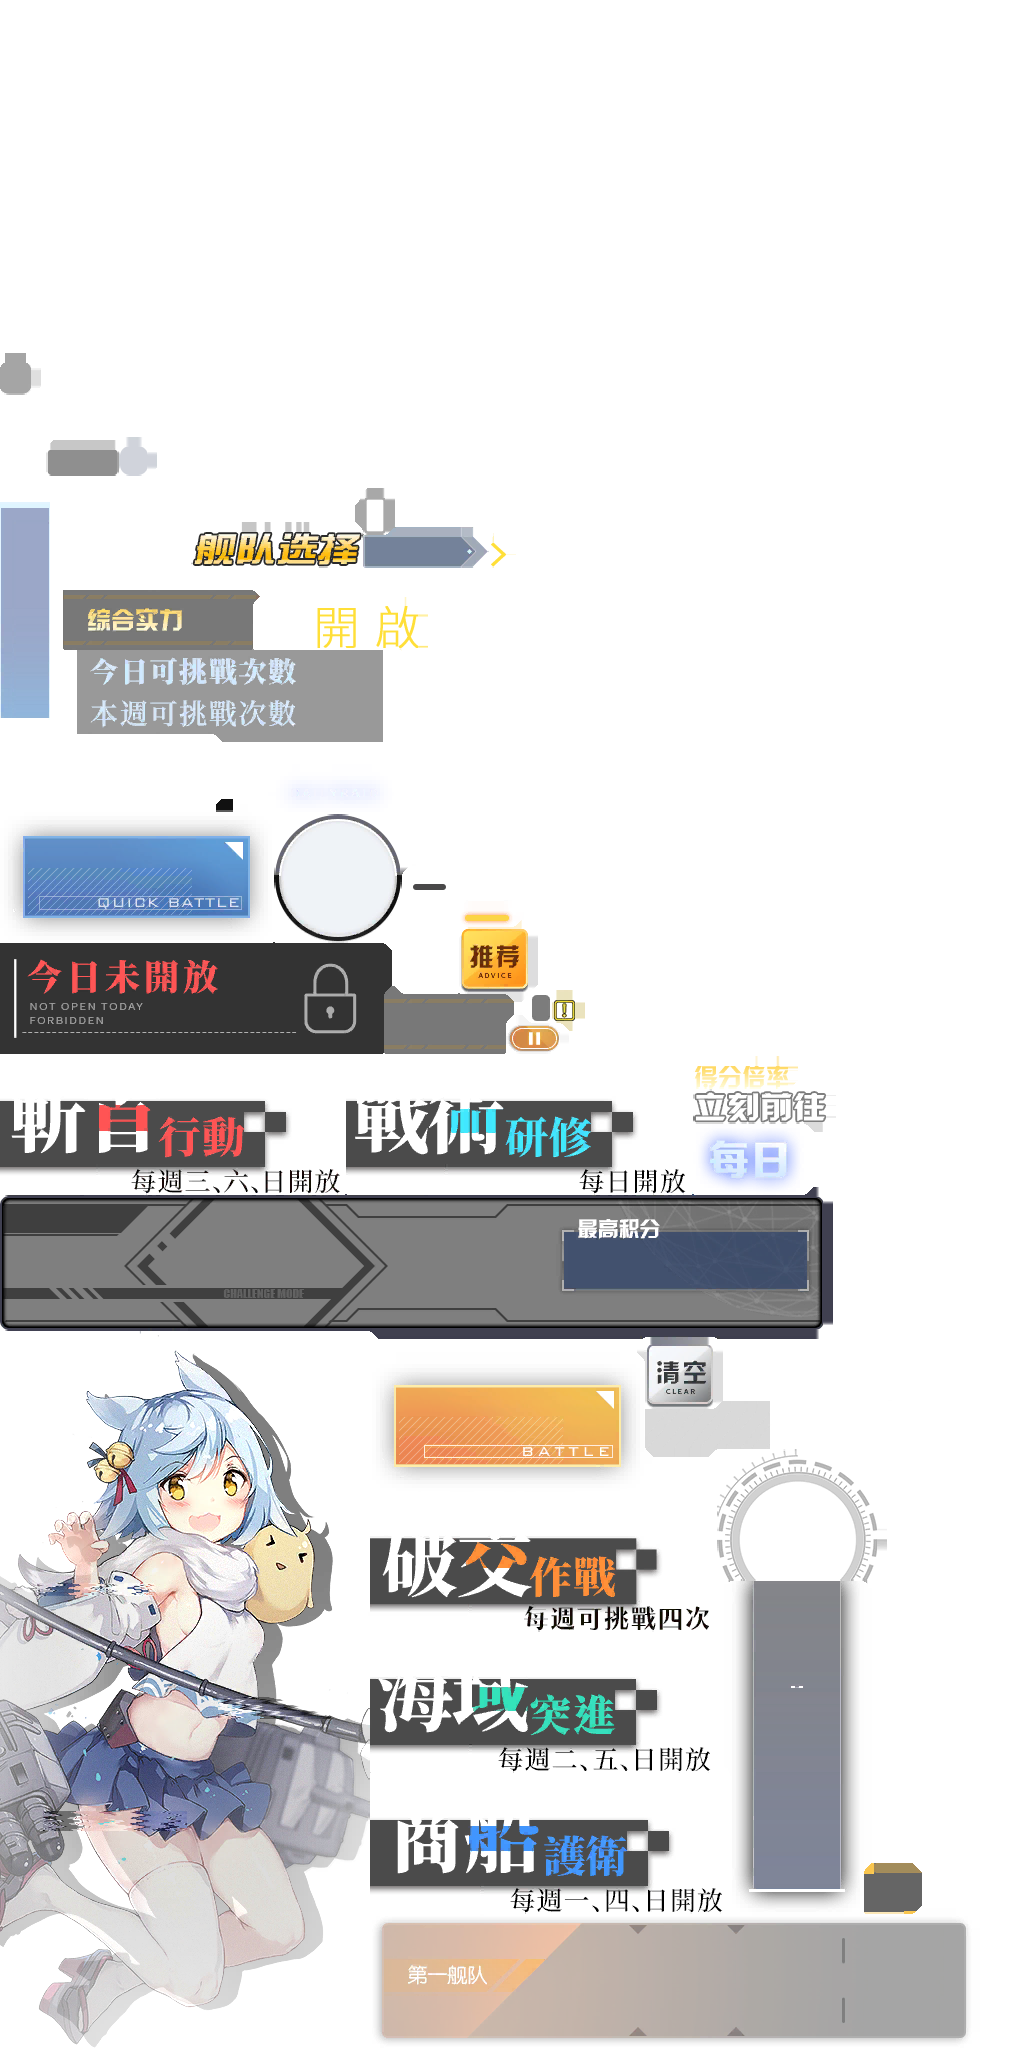 舰队选择
综合实力
開啟
今日可挑戰次數
本週可挑戰次數
QUICK BATTLE
推荐
ADVICE
今日未開放
NOT OPEN TODAY
FORBIDDEN
得分倍率
立刻前往
斬首行動
每週三、六、日開放
戰術研修
每日開放
每日
最高积分
CHALLENGE MODE
清空
CLEAR
BATTLE
破交作戰
每週可挑戰四次
海域突進
每週二、五、日開放
商船護衛
每週一、四、日開放
第一舰队